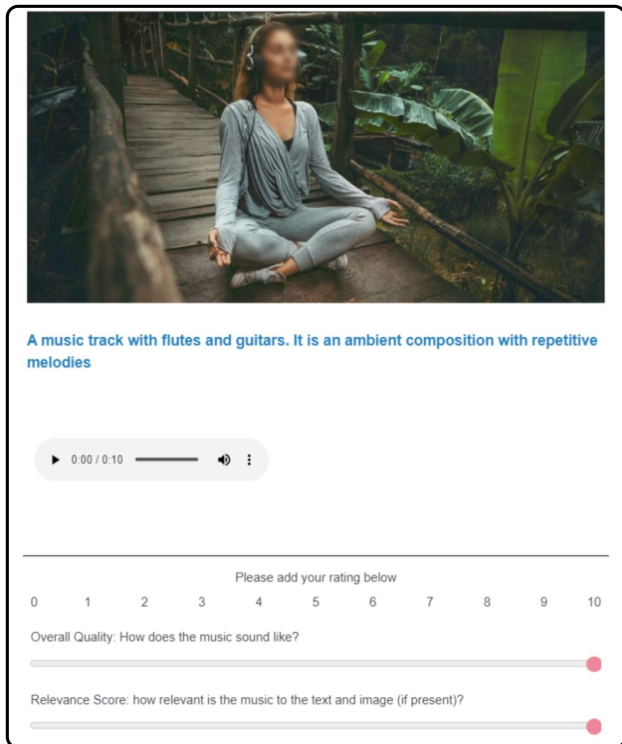 A music track with flutes and guitars. It is an ambient composition with repetitive
melodies
0:00 / 0:10
Please add your rating below
0 1 2 3 4 5 6 7 8 9 10
Overall Quality: How does the music sound like?
Relevance Score: how relevant is the music to the text and image (if present)?